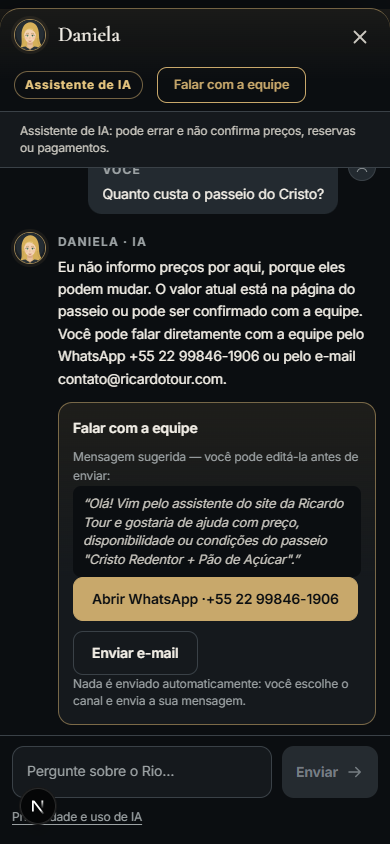 Daniela
Assistente de IA
Falar com a equipe
Assistente de IA: pode errar e não confirma preços, reservas
ou pagamentos.
VOCÊ
Quanto custa o passeio do Cristo?
DANIELA · IA
Eu não informo preços por aqui, porque eles
podem mudar. O valor atual está na página do
passeio ou pode ser confirmado com a equipe.
Você pode falar diretamente com a equipe pelo
WhatsApp +55 22 99846-1906 ou pelo e-mail
contato@ricardotour.com.
Falar com a equipe
Mensagem sugerida — você pode editá-la antes de
enviar:
“Olá! Vim pelo assistente do site da Ricardo
Tour e gostaria de ajuda com preço,
disponibilidade ou condições do passeio
"Cristo Redentor + Pão de Açúcar".”
Abrir WhatsApp ·+55 22 99846-1906
Enviar e-mail
Nada é enviado automaticamente: você escolhe o
canal e envia a sua mensagem.
Pergunte sobre o Rio...
Enviar →
N
e uso de IA